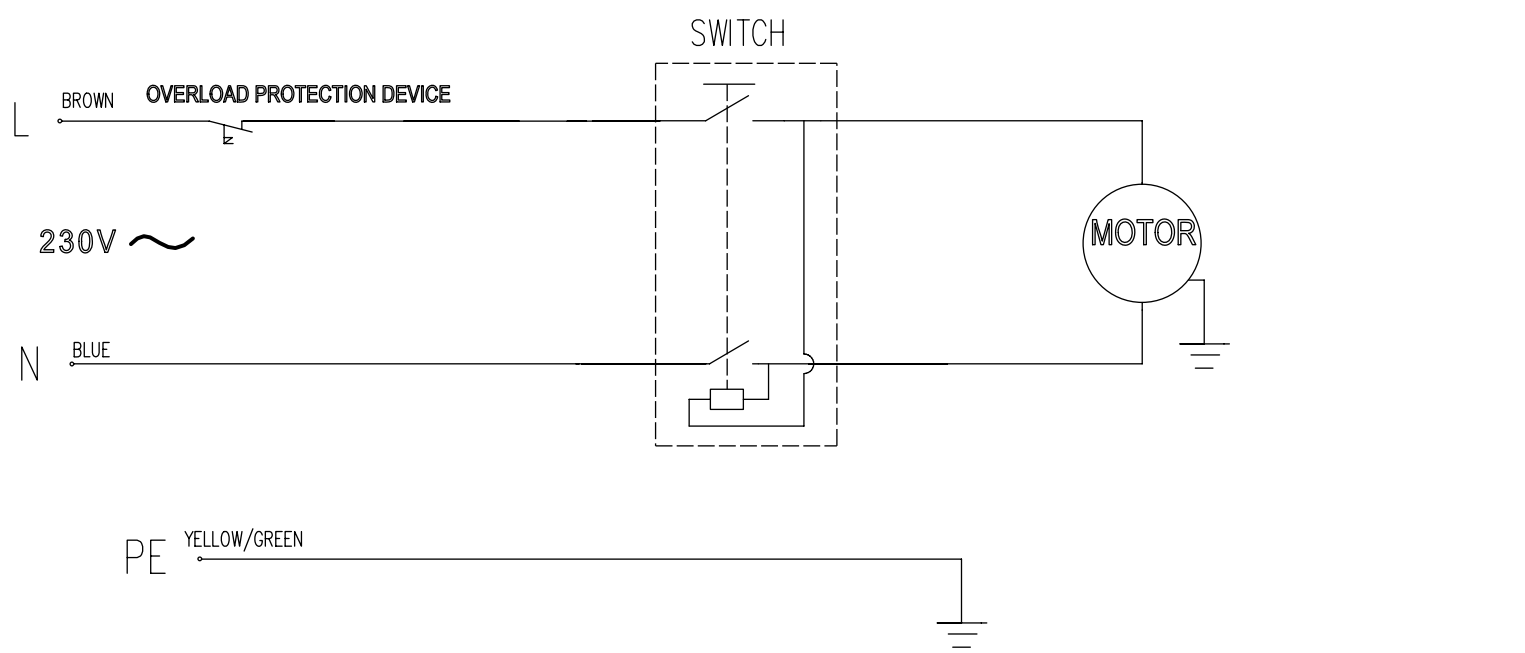 SWITCH
BROWN OVERLOAD PROTECTION DEVICE
L
230V
MOTOR
N BLUE
PE YELLOW/GREEN